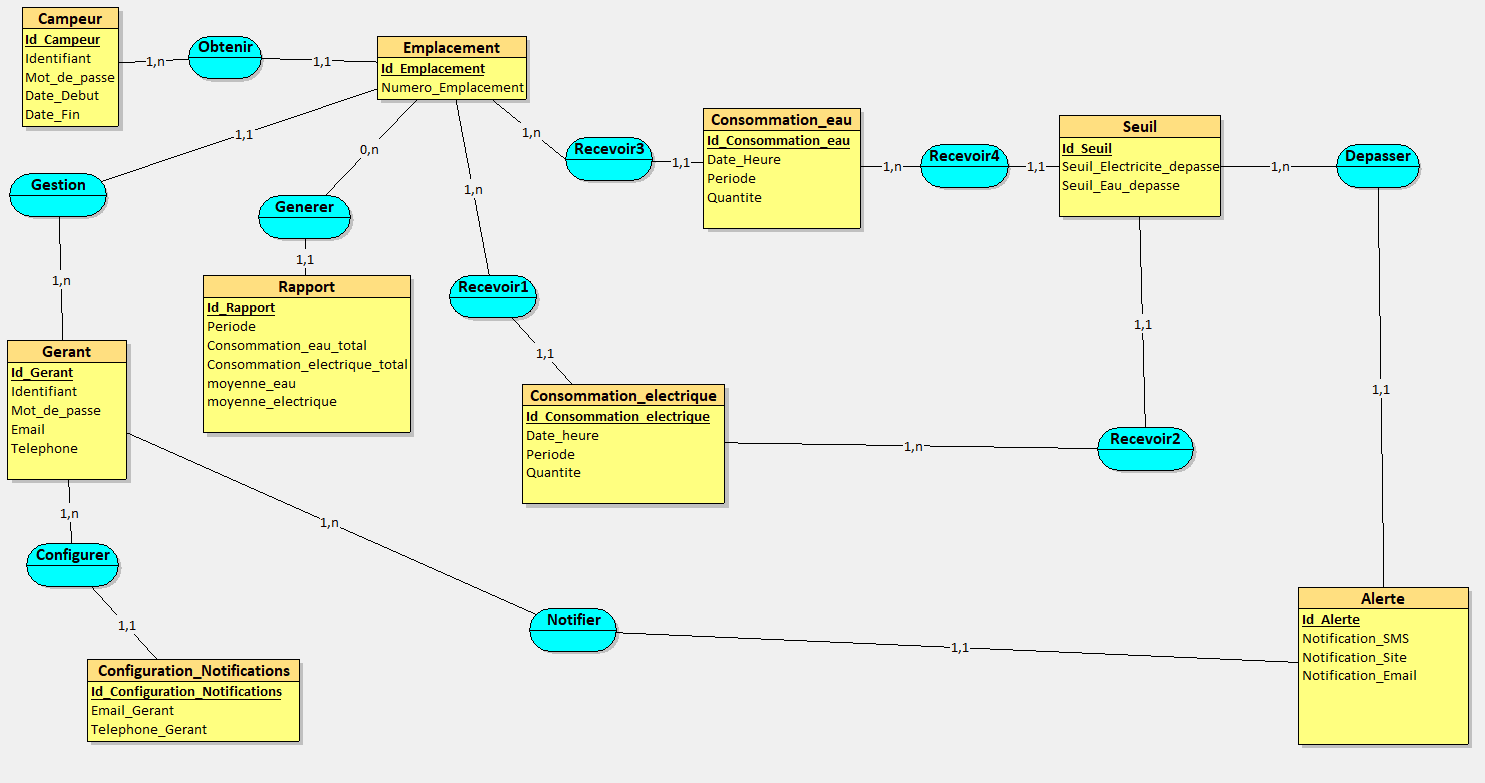 Campeur
Id_Campeur
Identifiant
Mot_de_passe
Date_Debut
Date_Fin
1,n
Obtenir
1,1
Emplacement
Id_Emplacement
Numero_Emplacement
1,1
Gestion
1,n
0,n
Generer
1,1
1,n
Recevoir1
1,1
1,n
Recevoir3
1,1
Consommation_eau
Id_Consommation_eau
Date_Heure
Periode
Quantite
1,n
Recevoir4
1,1
Seuil
Id_Seuil
Seuil_Electricite_depasse
Seuil_Eau_depasse
1,n
Depasser
1,1
Rapport
Id_Rapport
Periode
Consommation_eau_total
Consommation_electrique_total
moyenne_eau
moyenne_electrique
Gerant
Id_Gerant
Identifiant
Mot_de_passe
Email
Telephone
Consommation_electrique
Id_Consommation_electrique
Date_heure
Periode
Quantite
1,n
Recevoir2
1,1
1,n
Configurer
1,1
1,n
Notifier
1,1
Configuration_Notifications
Id_Configuration_Notifications
Email_Gerant
Telephone_Gerant
Alerte
Id_Alerte
Notification_SMS
Notification_Site
Notification_Email